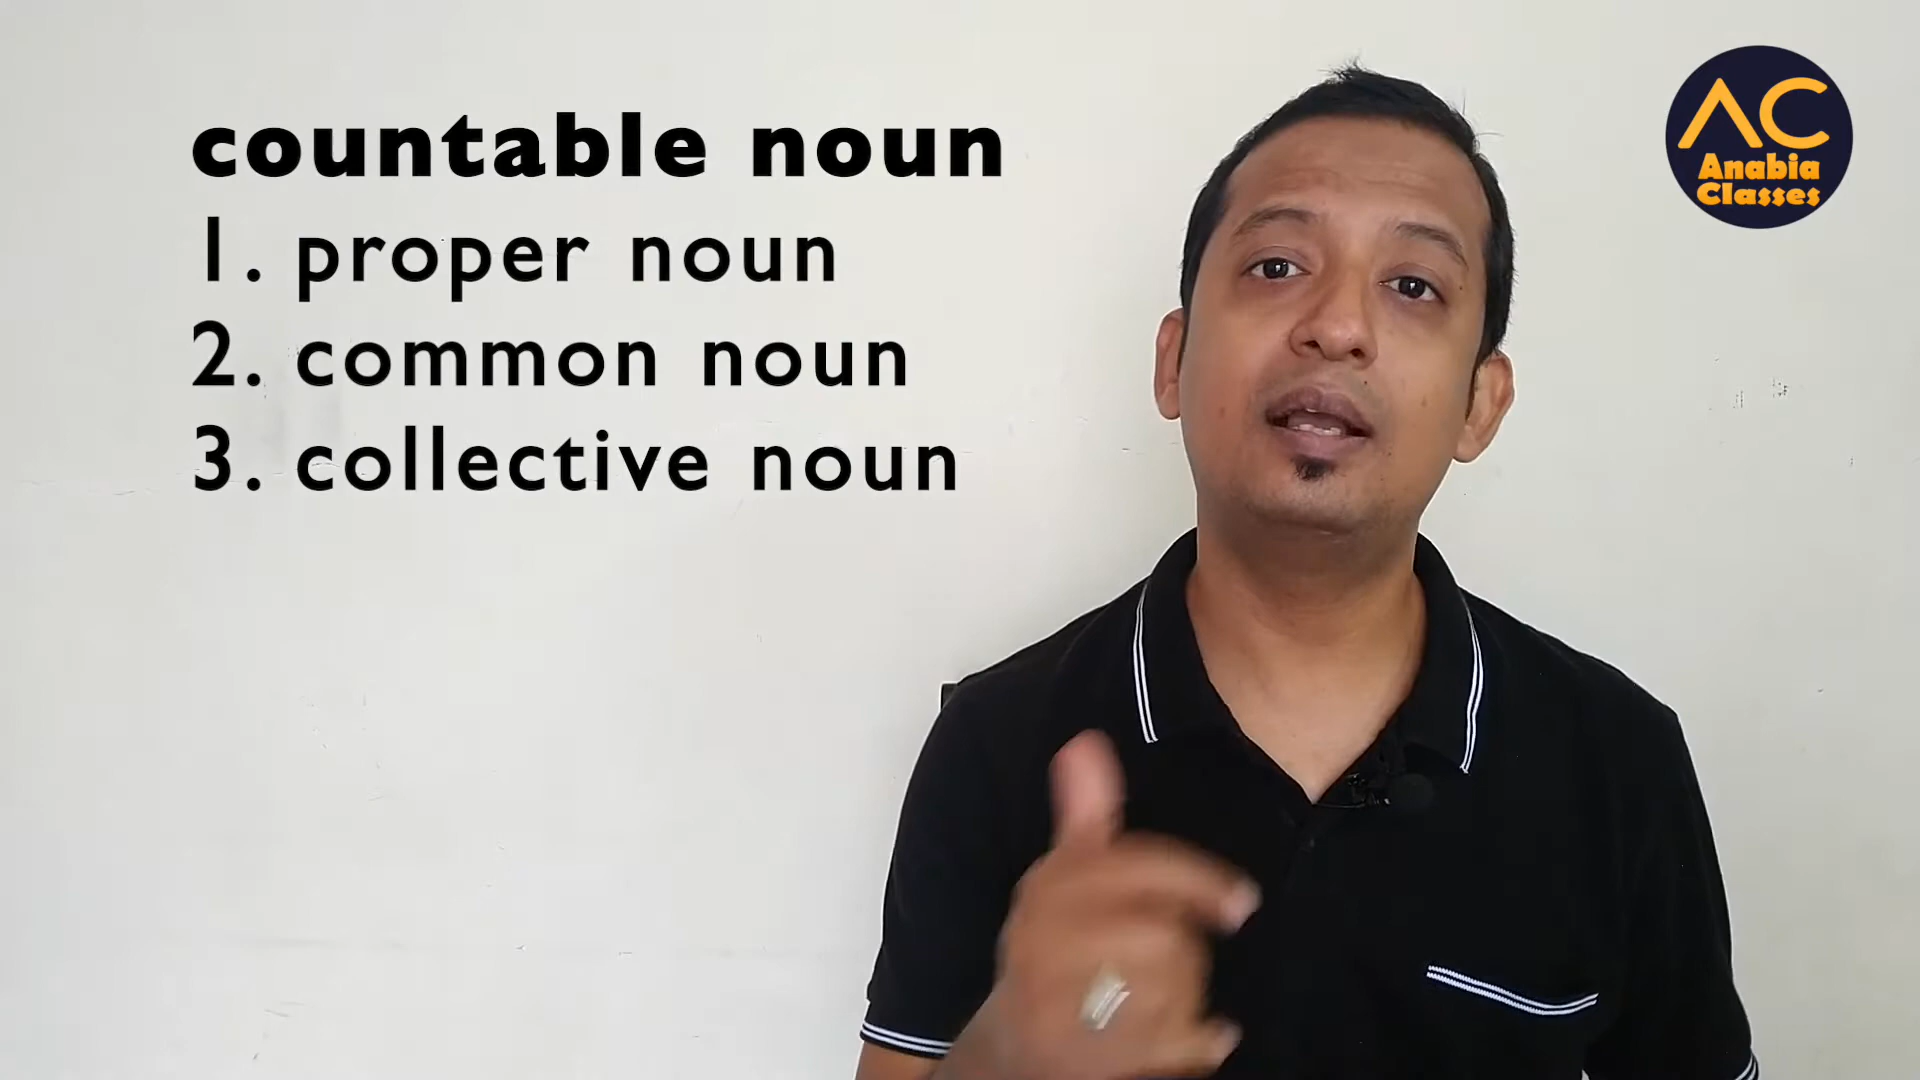 countable noun
1. proper noun
2. common noun
3. collective noun
AC
Anabia
Classes